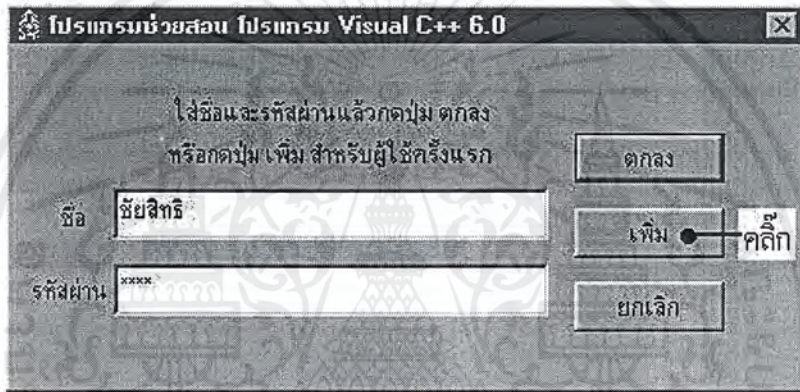 โปรแกรมช่วยสอน โปรแกรม Visual C++ 6.0
ใส่ชื่อและรหัสผ่านแล้วกดปุ่ม ตกลง
หรือกดปุ่ม เพิ่ม สำหรับผู้ใช้ครั้งแรก
ตกลง
ชื่อ ชัยสิทธิ
เพิ่ม คลิ๊ก
รหัสผ่าน xxxx
ยกเลิก